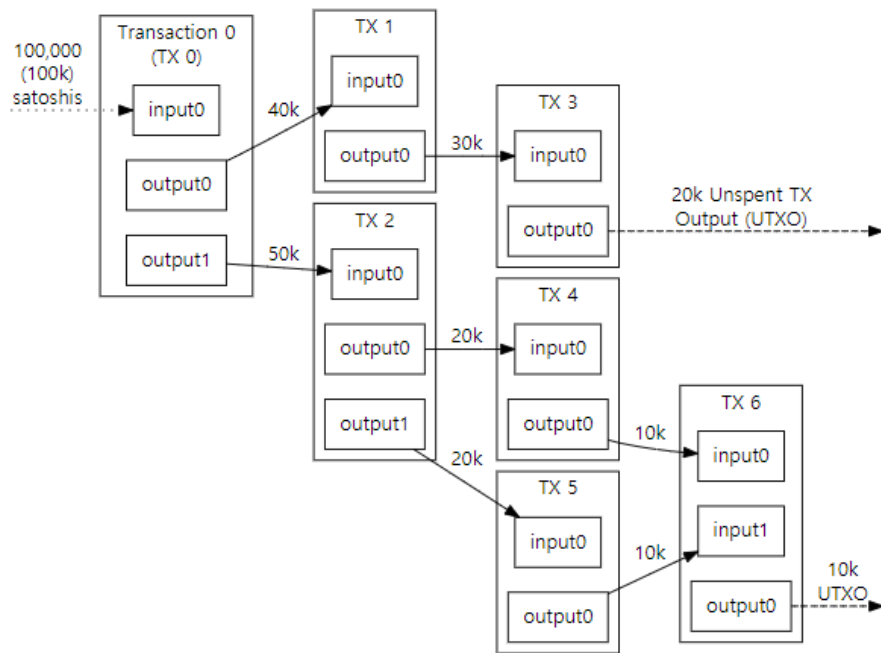 100,000
(100k)
satoshis
Transaction 0
(TX 0)
input0
output0
output1
40k
50k
TX 1
input0
output0
30k
TX 2
input0
output0
output1
20k
20k
TX 3
input0
output0
20k Unspent TX
Output (UTXO)
TX 4
input0
output0
10k
TX 5
input0
output0
10k
TX 6
input0
input1
output0
10k
UTXO